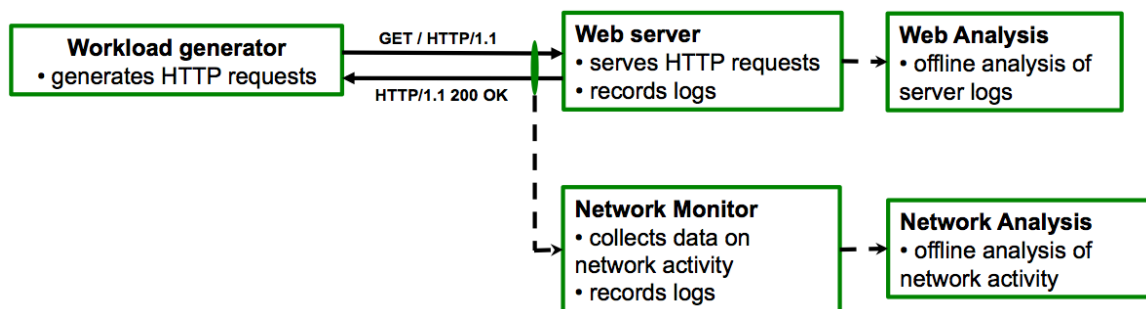 Workload generator
• generates HTTP requests
GET / HTTP/1.1
HTTP/1.1 200 OK
Web server
• serves HTTP requests
• records logs
Web Analysis
• offline analysis of
server logs
Network Monitor
• collects data on
network activity
• records logs
Network Analysis
• offline analysis of
network activity